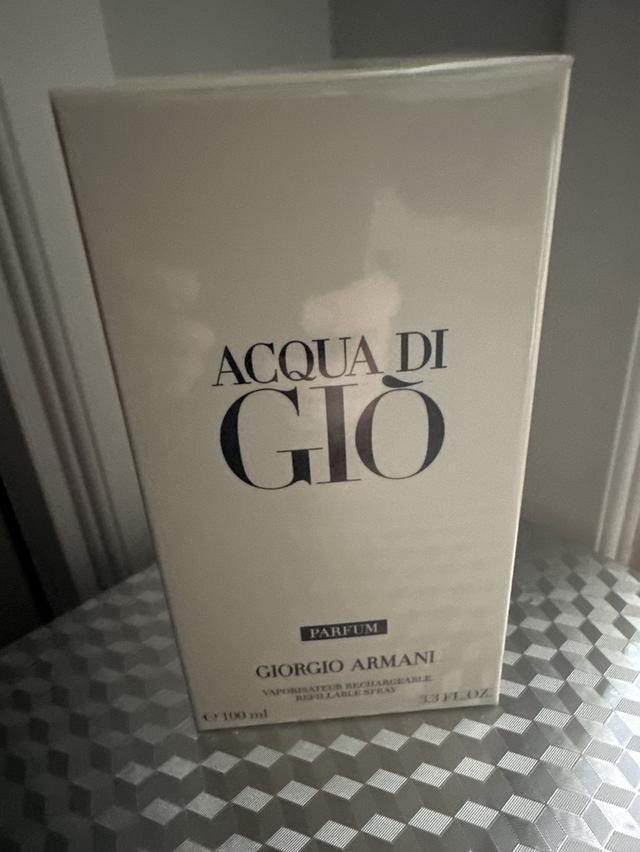 ACQUA DI
GIÒ
PARFUM
GIORGIO ARMANI
VAPORISATEUR RECHARGEABLE
REFILLABLE SPRAY
℮ 100 ml
3.3 FL.OZ.